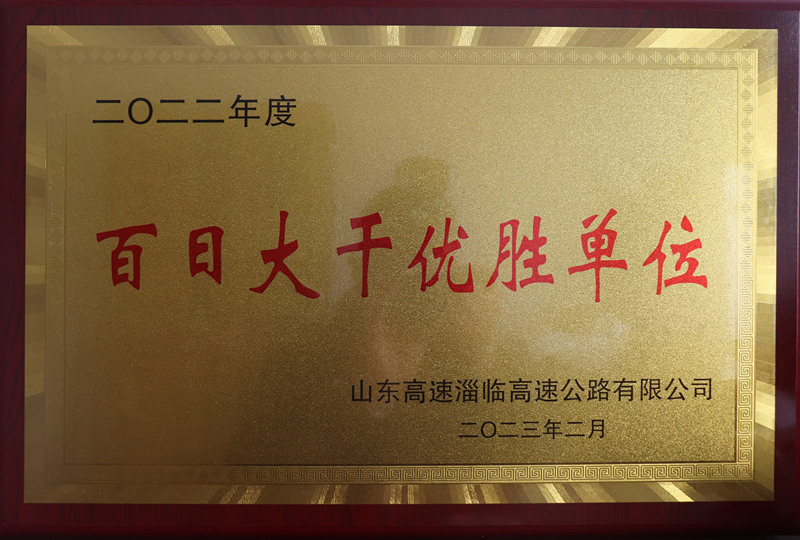 二〇二二年度
百日大干优胜单位
山东高速淄临高速公路有限公司
二〇二三年二月